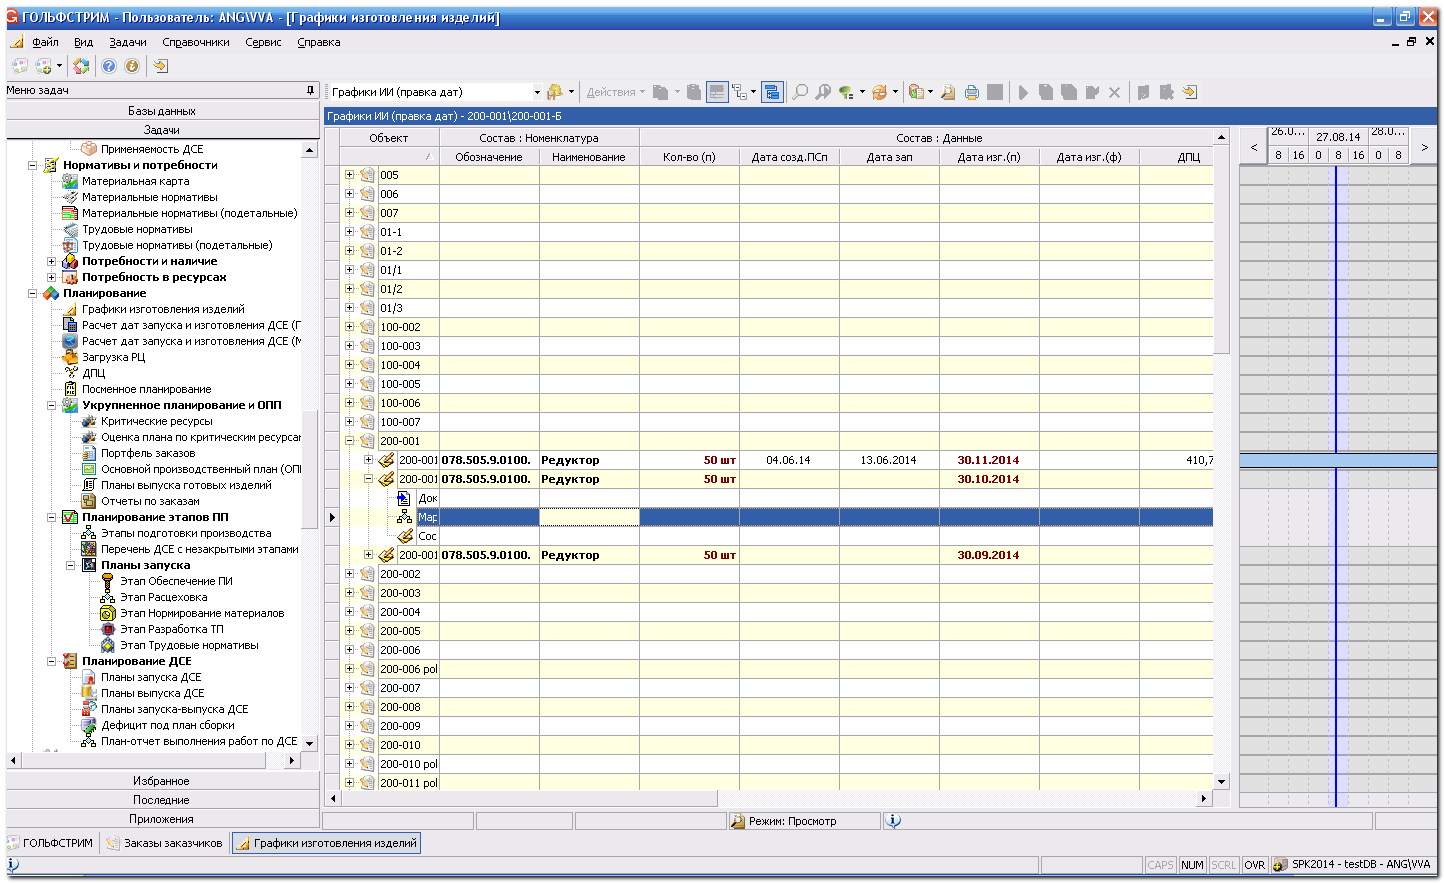 ГОЛЬФСТРИМ - Пользователь: ANG\VVA - [Графики изготовления изделий]
Файл Вид Задачи Справочники Сервис Справка
Меню задач
Графики ИИ (правка дат) Действия
Базы данных
Графики ИИ (правка дат) - 200-001\200-001-Б
Задачи
Применяемость ДСЕ
Нормативы и потребности
Материальная карта
Материальные нормативы
Материальные нормативы (подетальные)
Трудовые нормативы
Трудовые нормативы (подетальные)
Потребности и наличие
Потребность в ресурсах
Планирование
Графики изготовления изделий
Расчет дат запуска и изготовления ДСЕ (Г
Расчет дат запуска и изготовления ДСЕ (М
Загрузка РЦ
ДПЦ
Посменное планирование
Укрупненное планирование и ОПП
Критические ресурсы
Оценка плана по критическим ресурсам
Портфель заказов
Основной производственный план (ОПП
Планы выпуска готовых изделий
Отчеты по заказам
Планирование этапов ПП
Этапы подготовки производства
Перечень ДСЕ с незакрытыми этапами
Планы запуска
Этап Обеспечение ПИ
Этап Расцеховка
Этап Нормирование материалов
Этап Разработка ТП
Этап Трудовые нормативы
Планирование ДСЕ
Планы запуска ДСЕ
Планы выпуска ДСЕ
Планы запуска-выпуска ДСЕ
Дефицит под план сборки
План-отчет выполнения работ по ДСЕ
Избранное
Последние
Приложения
Объект Состав : Номенклатура Состав : Данные
Обозначение Наименование Кол-во (п) Дата созд.ПСп Дата зап Дата изг.(п) Дата изг.(ф) ДПЦ
< 26.0... 27.08.14 28.0... >
8 16 0 8 16 0 8
005
006
007
01-1
01-2
01/1
01/2
01/3
100-002
100-003
100-004
100-005
100-006
100-007
200-001
200-001 078.505.9.0100. Редуктор 50 шт 04.06.14 13.06.2014 30.11.2014 410,7
200-001 078.505.9.0100. Редуктор 50 шт 30.10.2014
Док
Мар
Сос
200-001 078.505.9.0100. Редуктор 50 шт 30.09.2014
200-002
200-003
200-004
200-005
200-006
200-006 pol
200-007
200-008
200-009
200-010
200-010 pol
200-011 pol
Режим: Просмотр
ГОЛЬФСТРИМ Заказы заказчиков Графики изготовления изделий
CAPS NUM SCRL OVR SPK2014 - testDB - ANG\VVA